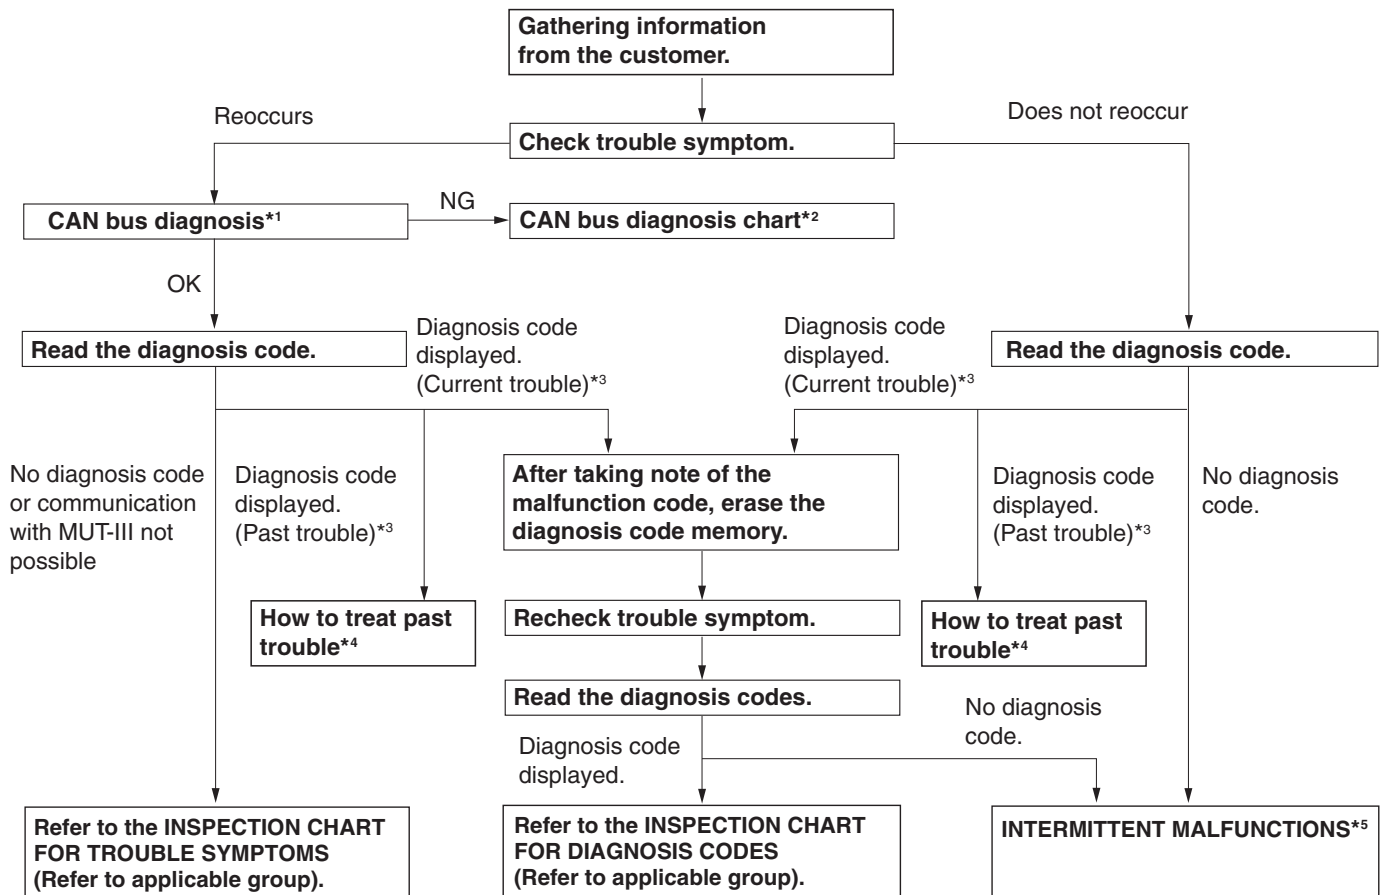 Gathering information
from the customer.
Reoccurs
Does not reoccur
Check trouble symptom.
CAN bus diagnosis*1
NG
CAN bus diagnosis chart*2
OK
Read the diagnosis code.
Diagnosis code
displayed.
(Current trouble)*3
Diagnosis code
displayed.
(Current trouble)*3
Read the diagnosis code.
No diagnosis code
or communication
with MUT-III not
possible
Diagnosis code
displayed.
(Past trouble)*3
After taking note of the
malfunction code, erase the
diagnosis code memory.
Diagnosis code
displayed.
(Past trouble)*3
No diagnosis
code.
How to treat past
trouble*4
Recheck trouble symptom.
How to treat past
trouble*4
Read the diagnosis codes.
No diagnosis
code.
Diagnosis code
displayed.
Refer to the INSPECTION CHART
FOR TROUBLE SYMPTOMS
(Refer to applicable group).
Refer to the INSPECTION CHART
FOR DIAGNOSIS CODES
(Refer to applicable group).
INTERMITTENT MALFUNCTIONS*5